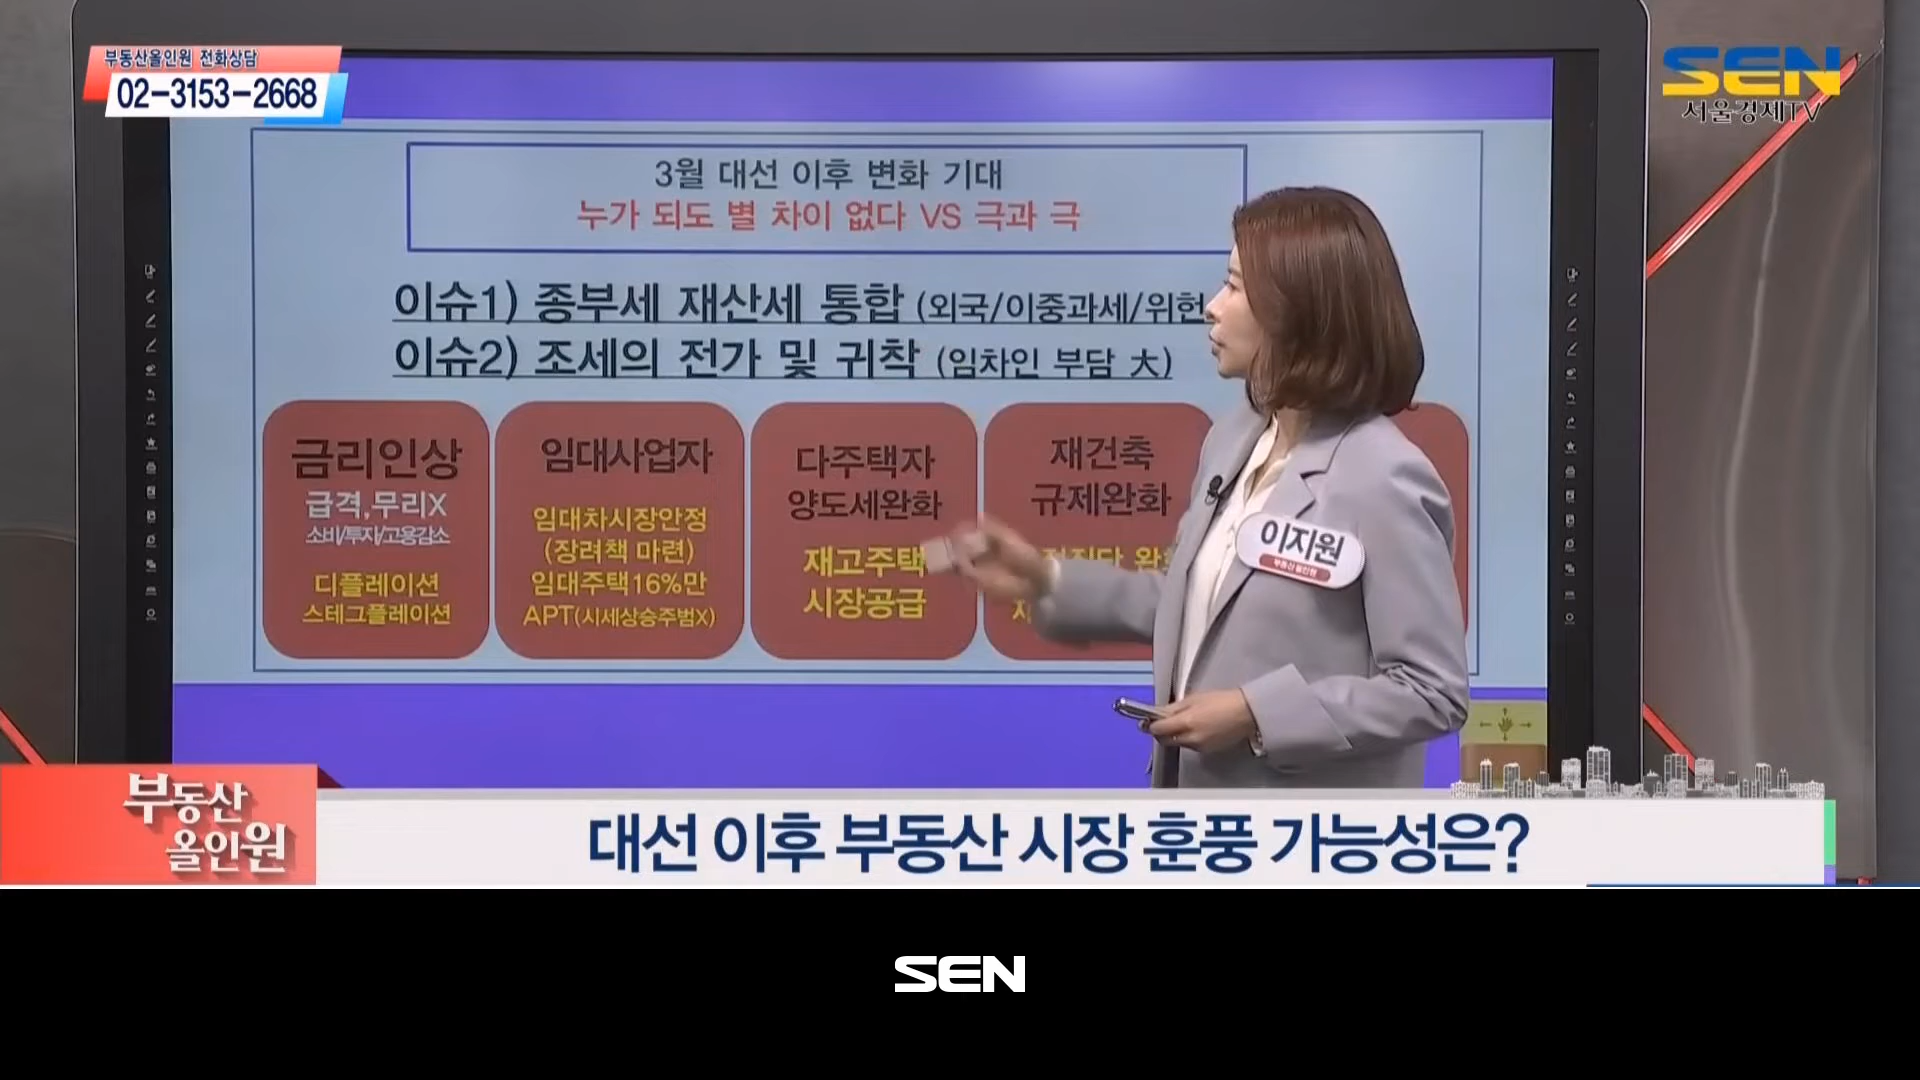 부동산올인원 전화상담
02-3153-2668
SEN
서울경제TV
3월 대선 이후 변화 기대
누가 되도 별 차이 없다 VS 극과 극
이슈1) 종부세 재산세 통합 (외국/이중과세/위헌
이슈2) 조세의 전가 및 귀착 (임차인 부담 大)
금리인상
급격,무리X
소비/투자/고용감소
디플레이션
스테그플레이션
임대사업자
임대차시장안정
(장려책 마련)
임대주택16%만
APT(시세상승주범X)
다주택자
양도세완화
재고주택
시장공급
재건축
규제완화
이지원
부동산 올인원
부동산
올인원
대선 이후 부동산 시장 훈풍 가능성은?
SEN